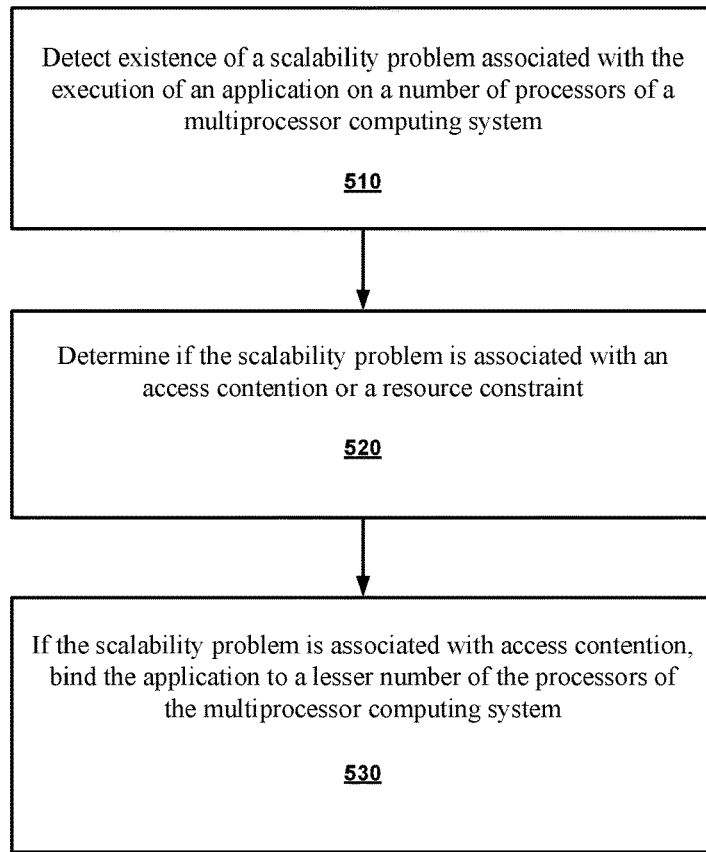 Detect existence of a scalability problem associated with the
execution of an application on a number of processors of a
multiprocessor computing system
510
Determine if the scalability problem is associated with an
access contention or a resource constraint
520
If the scalability problem is associated with access contention,
bind the application to a lesser number of the processors of
the multiprocessor computing system
530